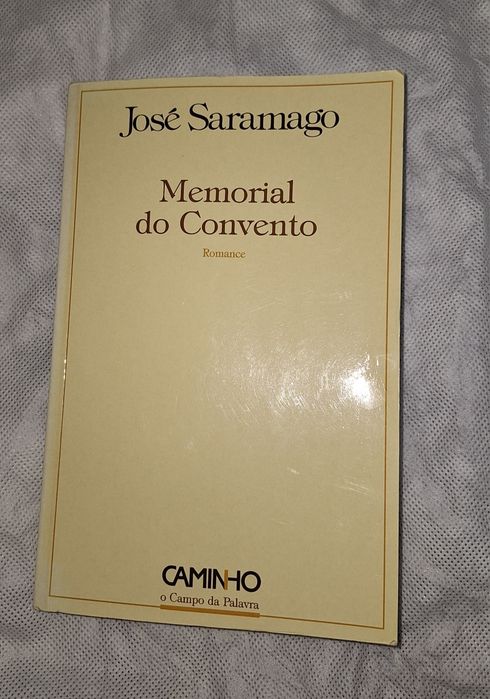 José Saramago
Memorial
do Convento
Romance
CAMINHO
o Campo da Palavra